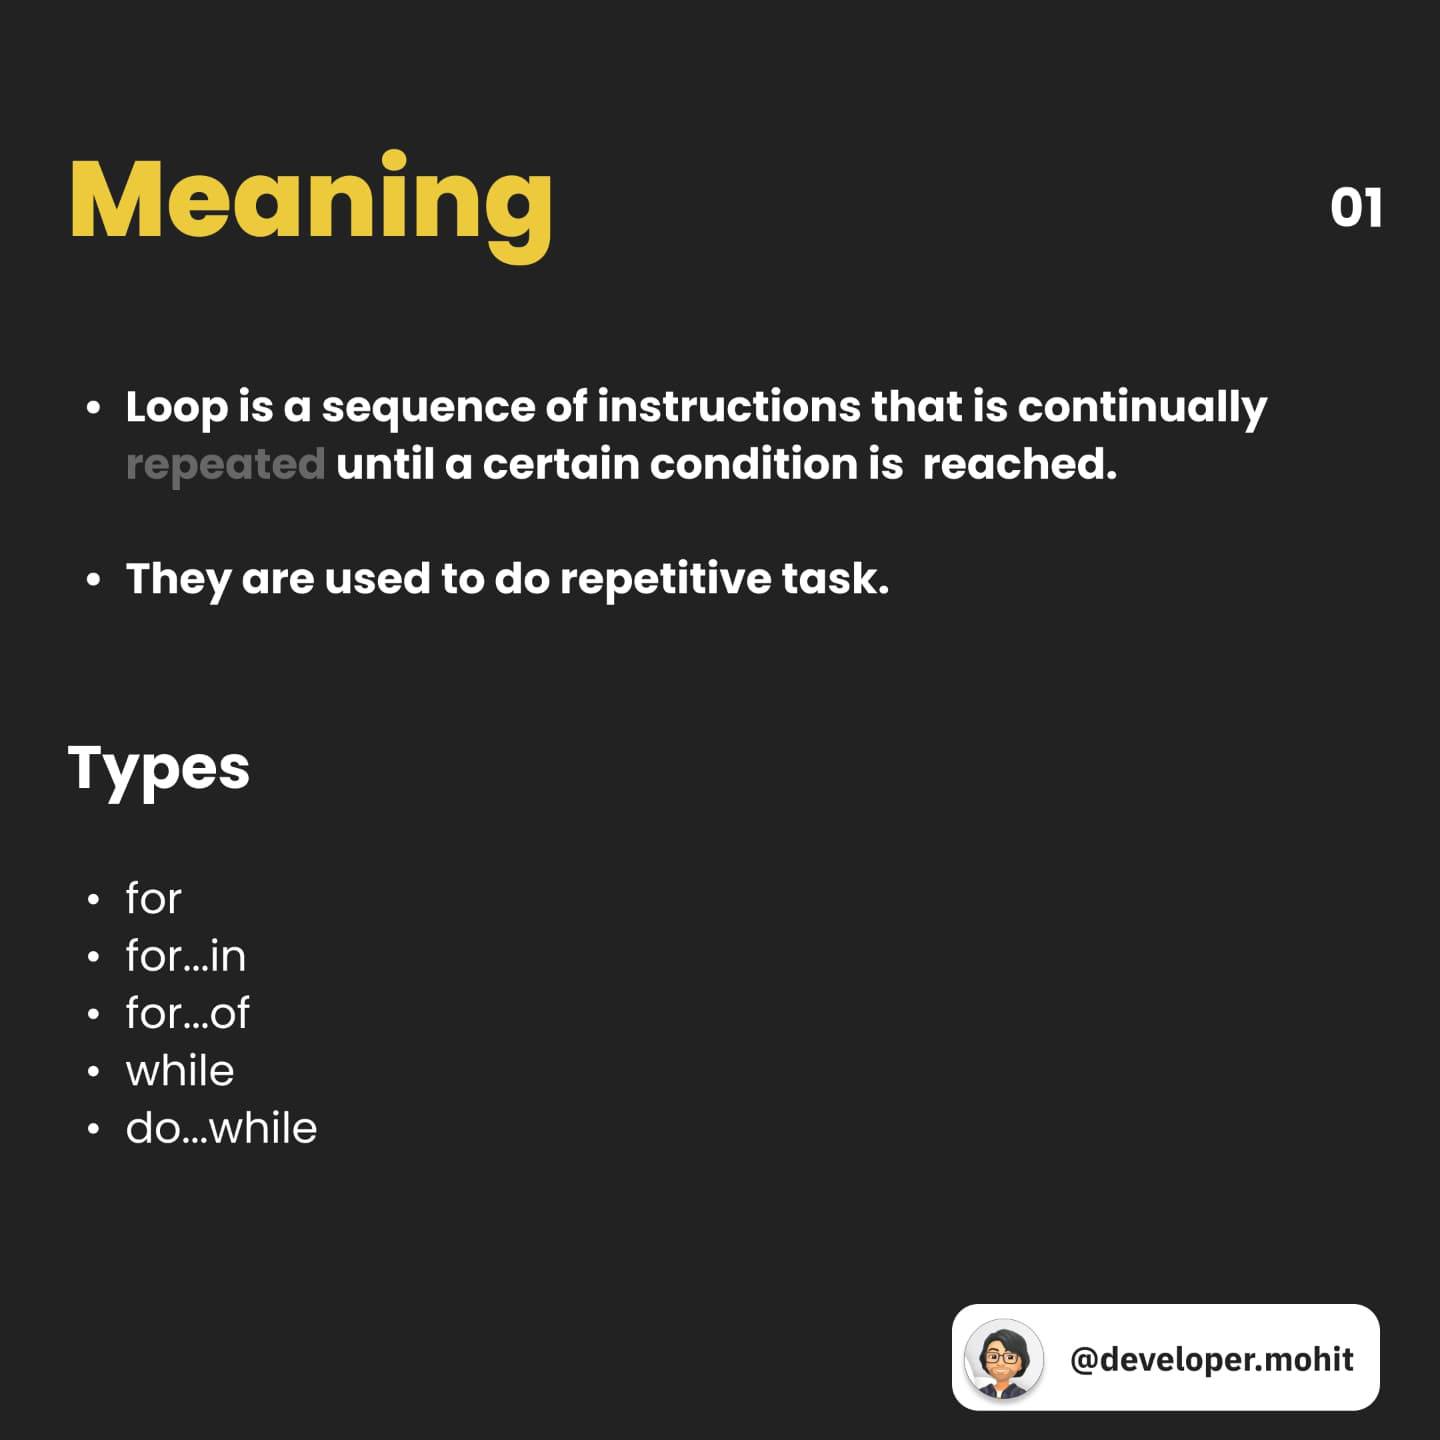 Meaning
01
• Loop is a sequence of instructions that is continually
repeated until a certain condition is  reached.
• They are used to do repetitive task.
Types
• for
• for...in
• for...of
• while
• do...while
@developer.mohit